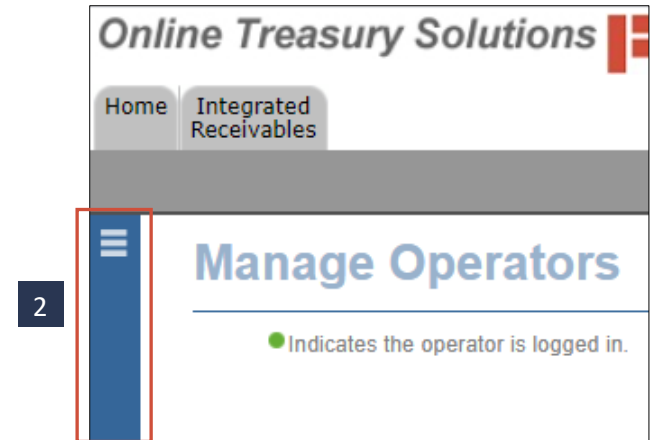 Online Treasury Solutions
Home
Integrated
Receivables
Manage Operators
2
Indicates the operator is logged in.